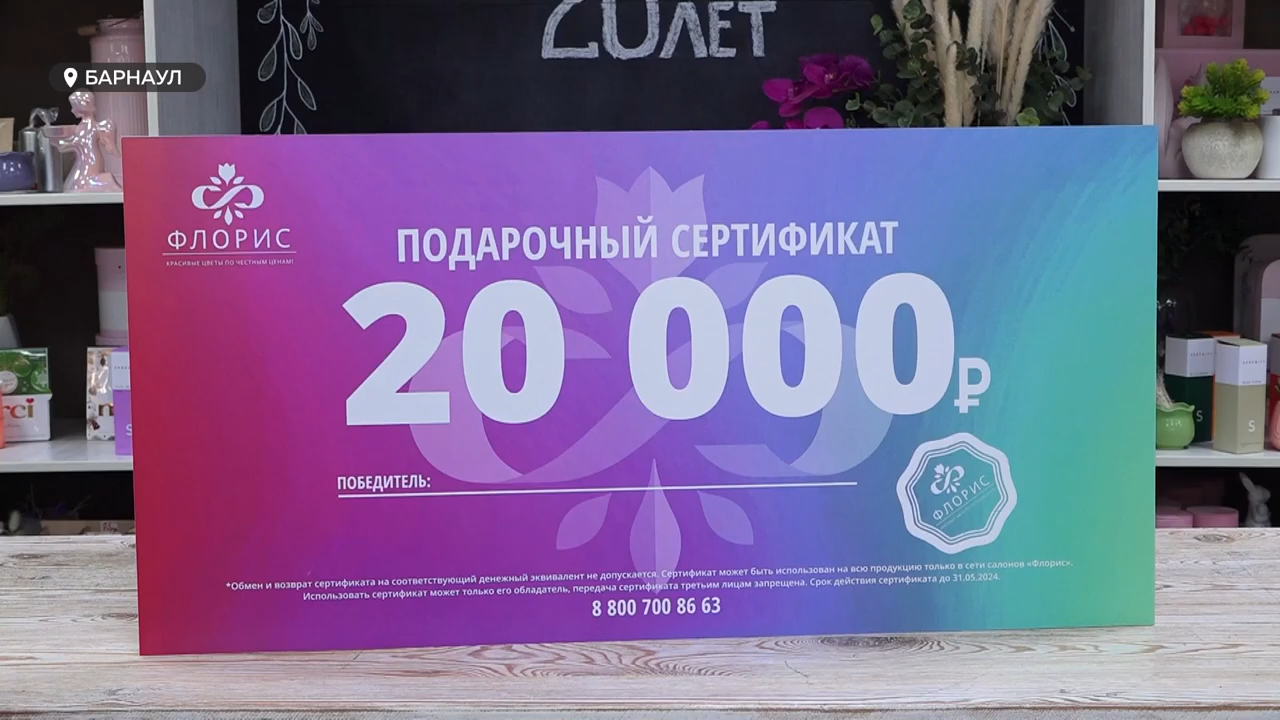 20 ЛЕТ
БАРНАУЛ
ФЛОРИС
КРАСИВЫЕ ЦВЕТЫ ПО ЧЕСТНЫМ ЦЕНАМ!
ПОДАРОЧНЫЙ СЕРТИФИКАТ
20 000 ₽
ПОБЕДИТЕЛЬ:
ФЛОРИС
*Обмен и возврат сертификата на соответствующий денежный эквивалент не допускается. Сертификат может быть использован на всю продукцию только в сети салонов «Флорис».
Использовать сертификат может только его обладатель, передача сертификата третьим лицам запрещена. Срок действия сертификата до 31.05.2024.
8 800 700 86 63